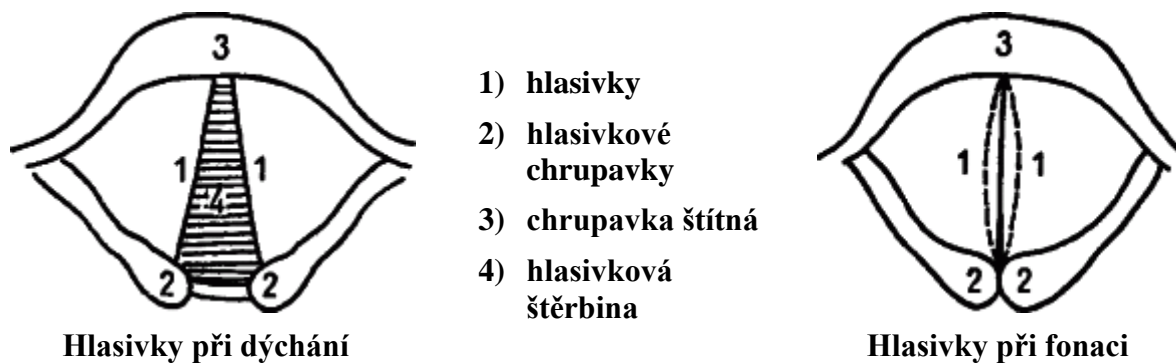 3
1
1
4
2
2
Hlasivky při dýchání
1) hlasivky
2) hlasivkové
chrupavky
3) chrupavka štítná
4) hlasivková
štěrbina
3
1
1
2
2
Hlasivky při fonaci